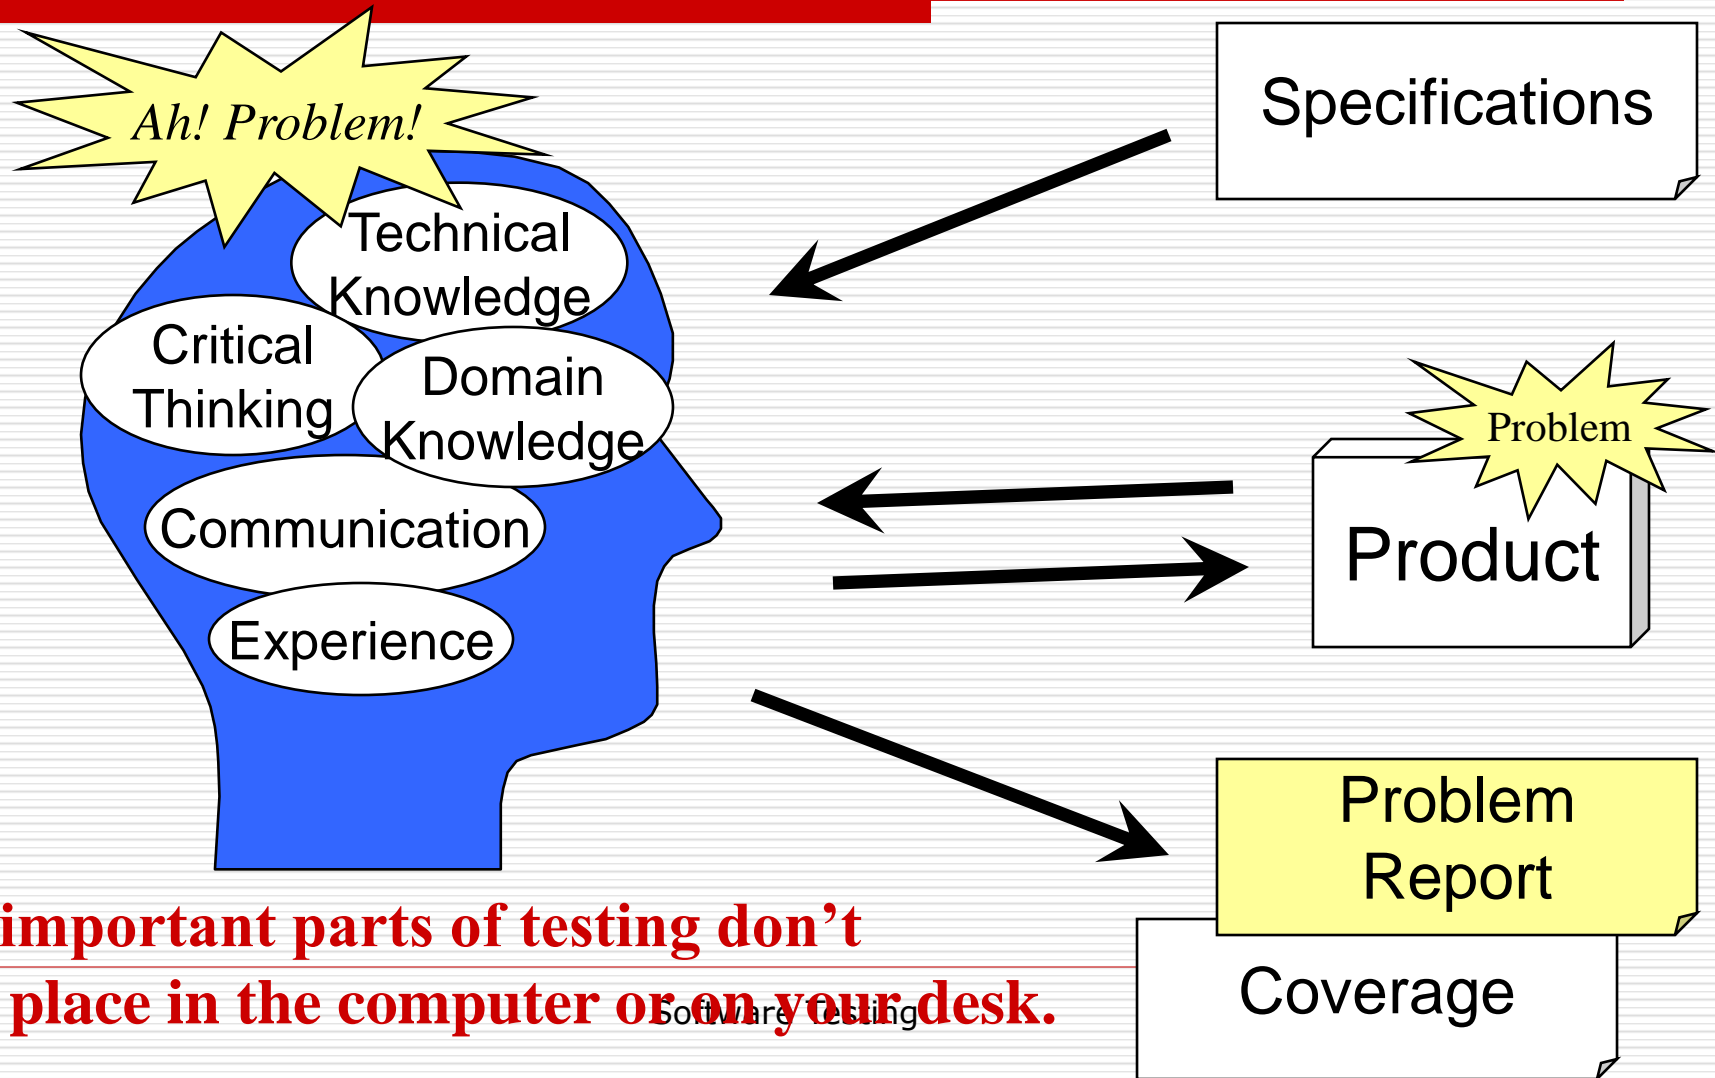 Ah! Problem!
Technical
Knowledge
Critical
Thinking
Domain
Knowledge
Communication
Experience
Specifications
Problem
Product
Problem
Report
Coverage
important parts of testing don’t
place in the computer or on your desk.
Software Testing